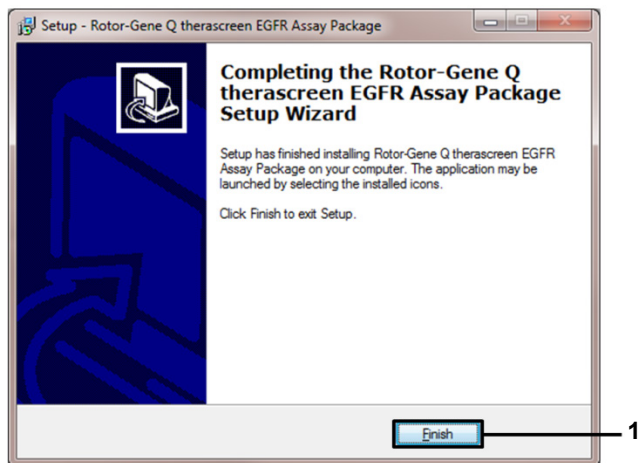 Setup - Rotor-Gene Q therascreen EGFR Assay Package
Completing the Rotor-Gene Q
therascreen EGFR Assay Package
Setup Wizard
Setup has finished installing Rotor-Gene Q therascreen EGFR
Assay Package on your computer. The application may be
launched by selecting the installed icons.
Click Finish to exit Setup.
Finish
1